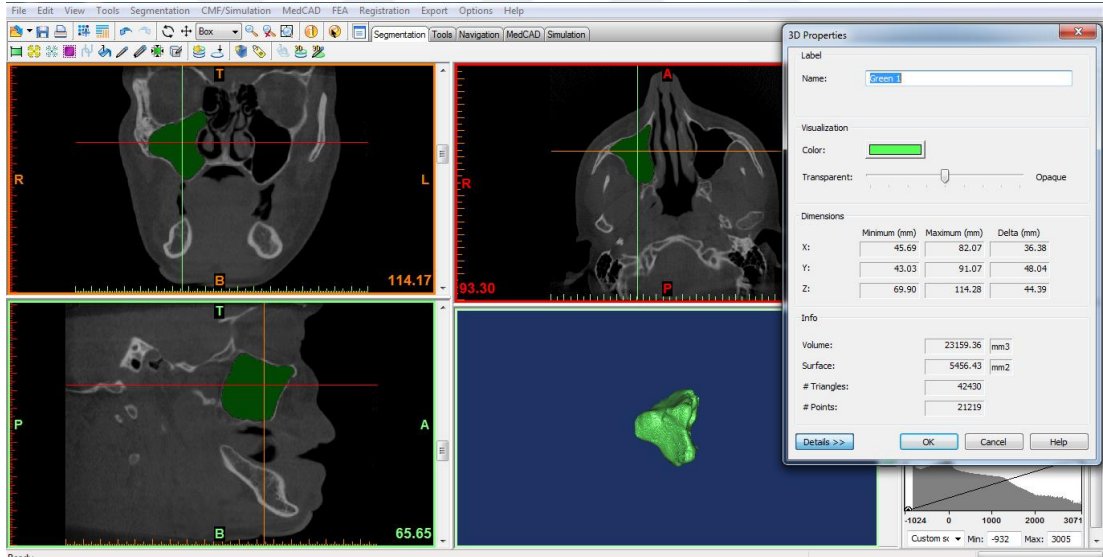 File Edit View Tools Segmentation CMF/Simulation MedCAD FEA Registration Export Options Help
Box
Segmentation Tools Navigation MedCAD Simulation
T
R
L
B
114.17
A
R
P
93.30
T
P
A
B
65.65
3D Properties
Label
Name: Green 1
Visualization
Color:
Transparent: Opaque
Dimensions
Minimum (mm) Maximum (mm) Delta (mm)
X: 45.69 82.07 36.38
Y: 43.03 91.07 48.04
Z: 69.90 114.28 44.39
Info
Volume: 23159.36 mm3
Surface: 5456.43 mm2
# Triangles: 42430
# Points: 21219
Details >> OK Cancel Help
-1024 0 1000 2000 3071
Custom sc Min: -932 Max: 3005